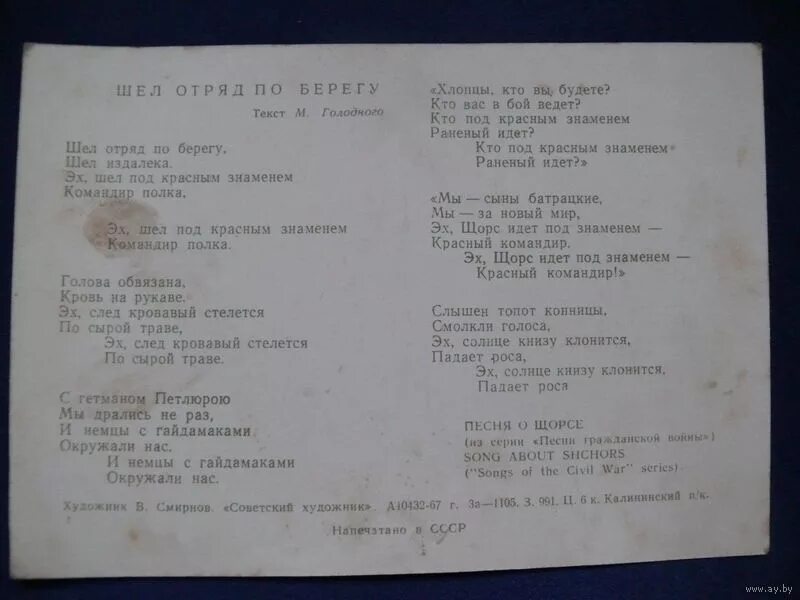 ШЕЛ ОТРЯД ПО БЕРЕГУ
Текст М. Голодного
Шел отряд по берегу,
Шел издалека.
Эх, шел под красным знаменем
Командир полка,
Эх, шел под красным знаменем
Командир полка.
Голова обвязана,
Кровь на рукаве.
Эх, след кровавый стелется
По сырой траве,
Эх, след кровавый стелется
По сырой траве.
С гетманом Петлюрою
Мы дрались не раз,
И немцы с гайдамаками
Окружали нас.
И немцы с гайдамаками
Окружали нас.
«Хлопцы, кто вы будете?
Кто вас в бой ведет?
Кто под красным знаменем
Раненый идет?
Кто под красным знаменем
Раненый идет?»
«Мы — сыны батрацкие,
Мы — за новый мир,
Эх, Щорс идет под знаменем —
Красный командир.
Эх, Щорс идет под знаменем —
Красный командир!»
Слышен топот конницы,
Смолкли голоса,
Эх, солнце книзу клонится,
Падает роса,
Эх, солнце книзу клонится,
Падает роса
ПЕСНЯ О ЩОРСЕ
(из серии «Песни гражданской войны»)
SONG ABOUT SHCHORS
("Songs of the Civil War" series)
Художник В. Смирнов. «Советский художник». А10432-67 г. За—1105. З. 991. Ц. 6 к. Калининский п/к.
Напечатано в СССР
www.ay.by